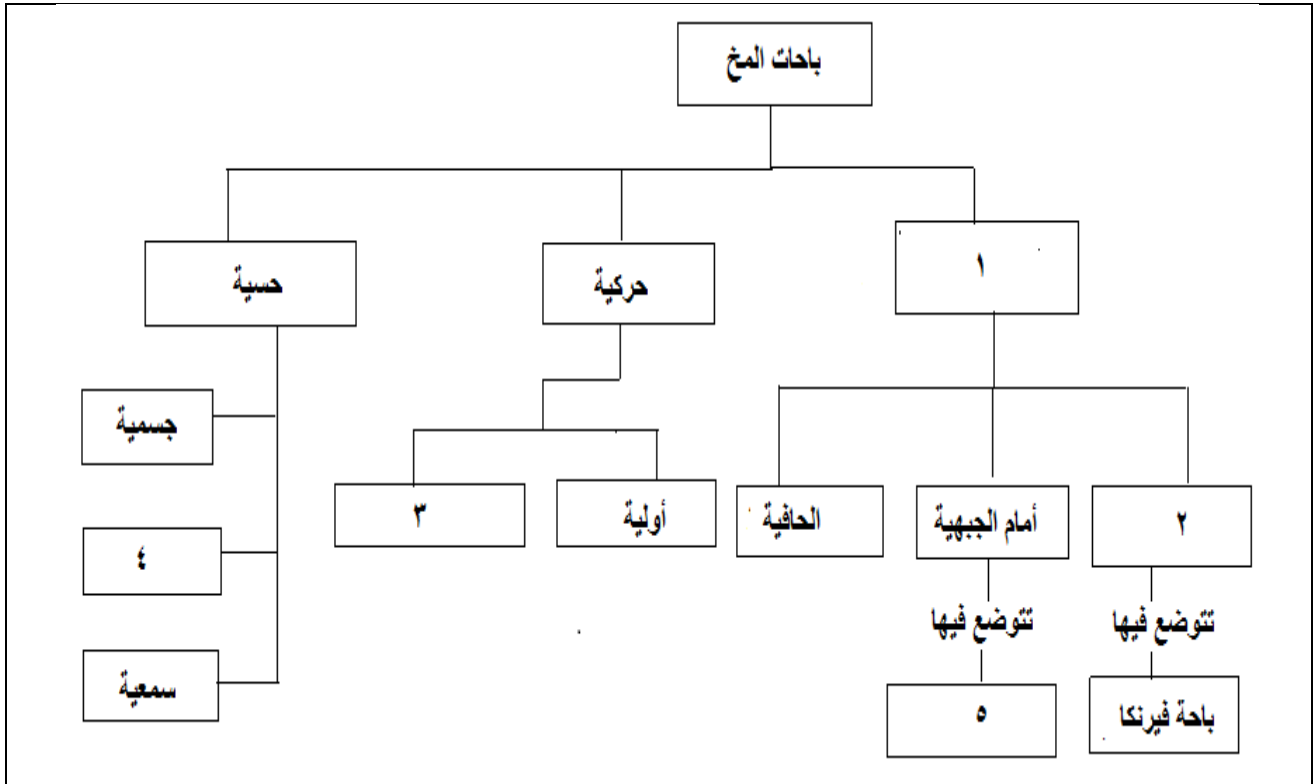 باحات المخ
١
حركية
حسية
الحافية
أمام الجبهية
٢
تتوضع فيها
تتوضع فيها
٥
باحة فيرنكا
أولية
٣
جسمية
٤
سمعية